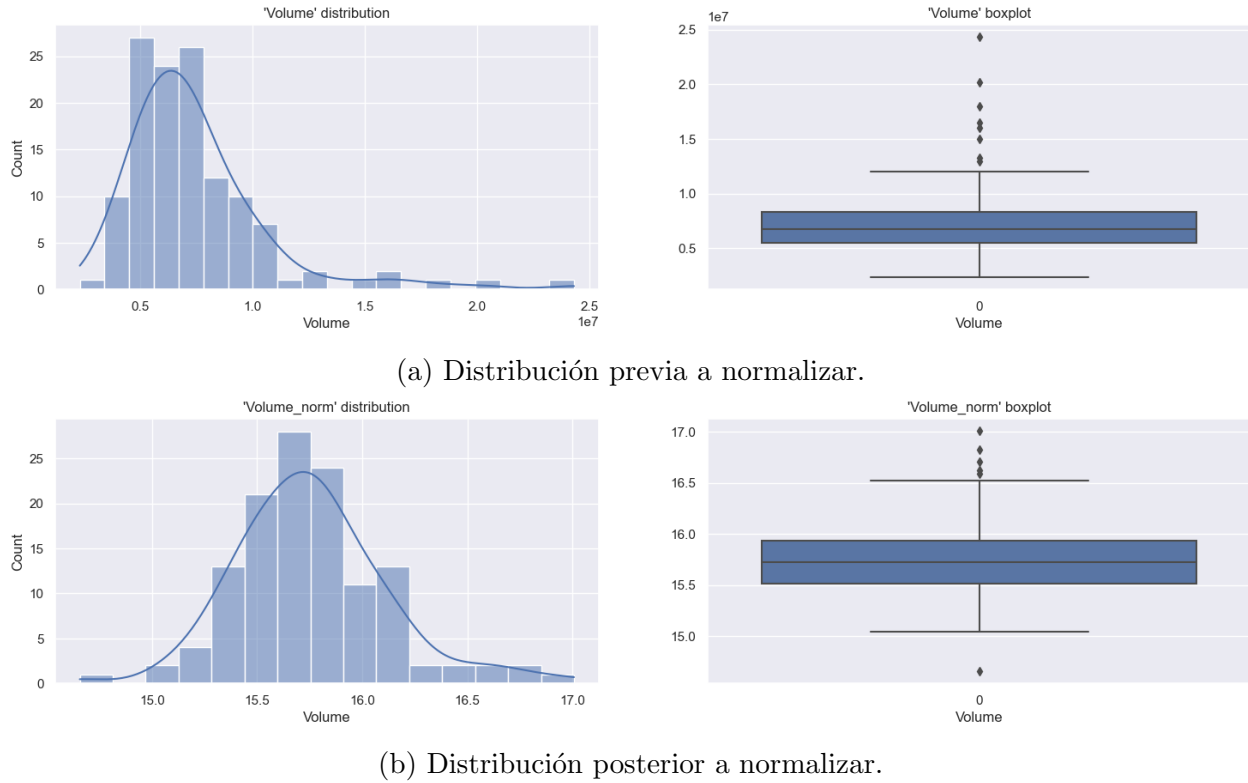 'Volume' distribution
'Volume' boxplot
1e7
25
20
15
10
5
0
Count
0.5
1.0
1.5
2.0
2.5
1e7
Volume
2.5
2.0
1.5
1.0
0.5
0
Volume
(a) Distribución previa a normalizar.
'Volume_norm' distribution
'Volume_norm' boxplot
25
20
15
10
5
0
Count
15.0
15.5
16.0
16.5
17.0
Volume
17.0
16.5
16.0
15.5
15.0
0
Volume
(b) Distribución posterior a normalizar.